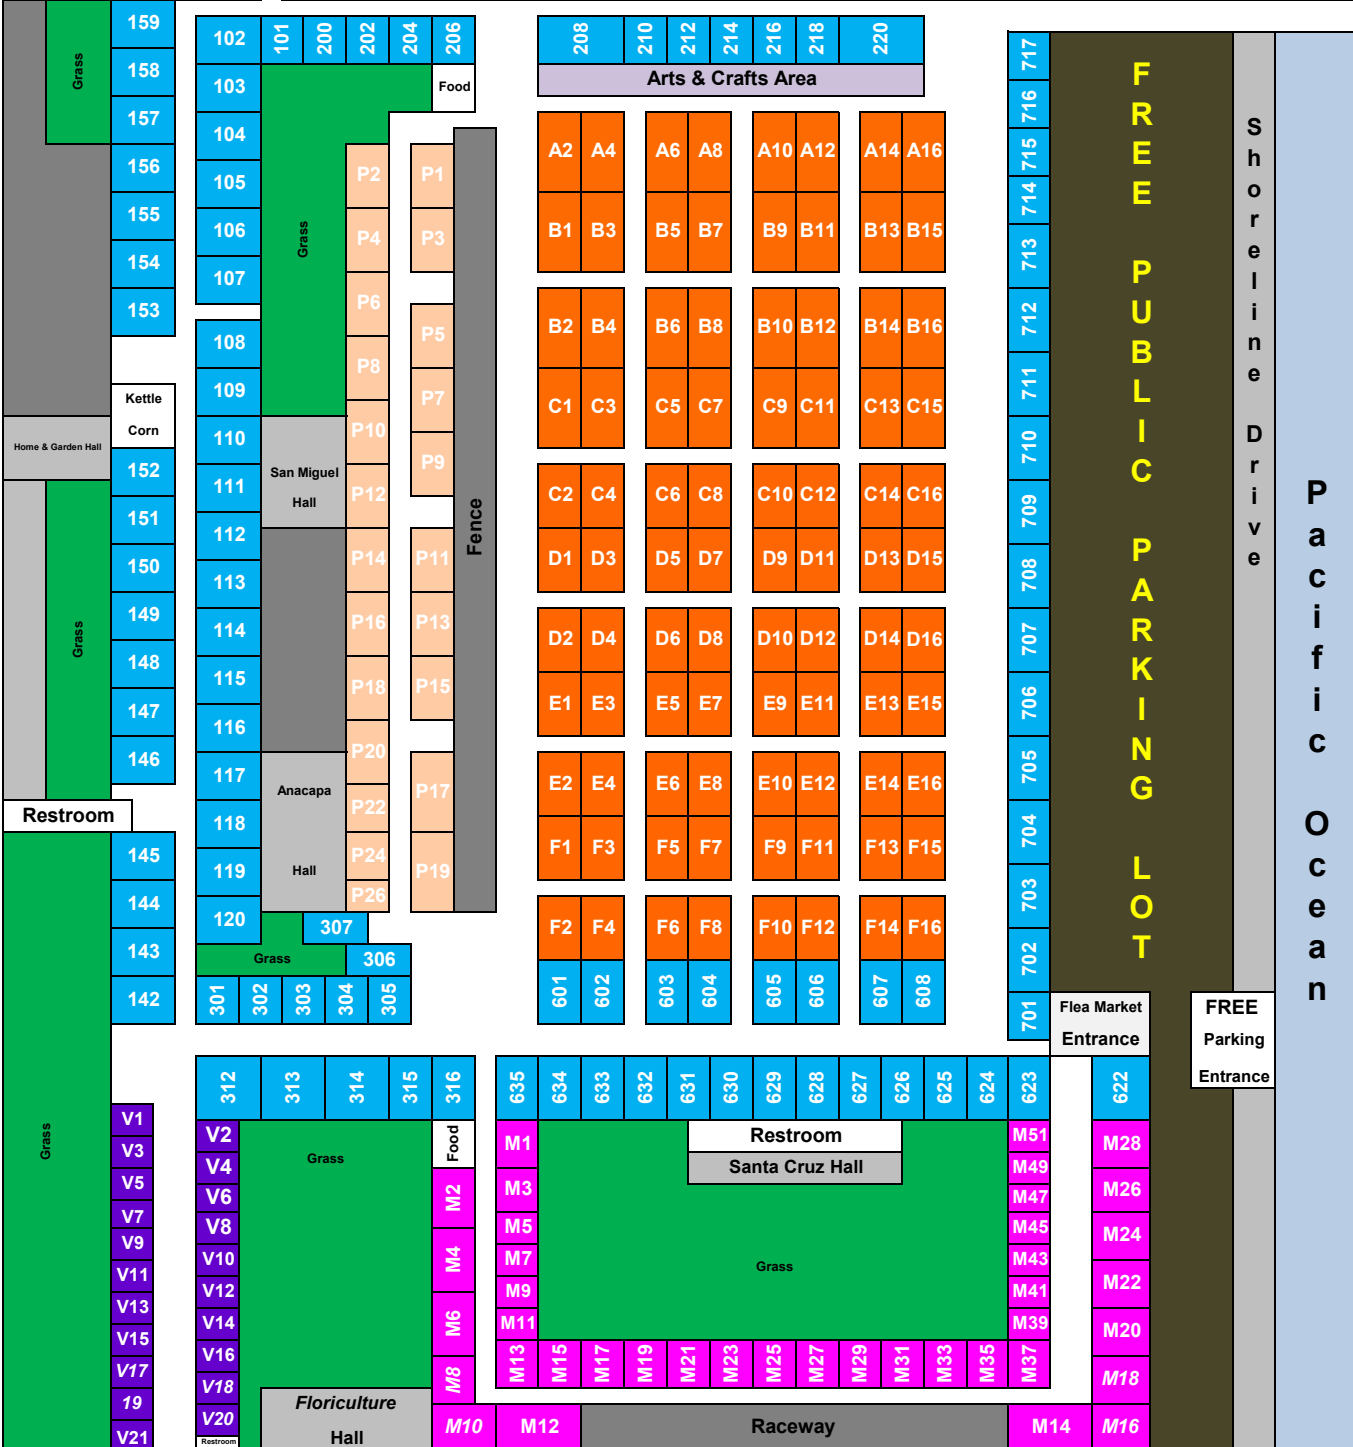 159
158
157
156
155
154
153
Grass
Kettle
Corn
Home & Garden Hall
152
151
150
149
148
147
146
Grass
Restroom
145
144
143
142
Grass
V1
V3
V5
V7
V9
V11
V13
V15
V17
19
V21
102
101
200
202
204
206
Food
103
104
105
106
107
108
109
110
111
112
113
114
115
116
117
118
119
120
Grass
San Miguel
Hall
Anacapa
Hall
P2
P4
P6
P8
P10
P12
P14
P16
P18
P20
P22
P24
P26
P1
P3
P5
P7
P9
P11
P13
P15
P17
P19
Fence
307
306
Grass
301
302
303
304
305
312
313
314
315
316
Food
V2
V4
V6
V8
V10
V12
V14
V16
V18
V20
Restroom
Grass
Floriculture
Hall
M2
M4
M6
M8
M10
208
210
212
214
216
218
220
Arts & Crafts Area
A2 A4 A6 A8 A10 A12 A14 A16
B1 B3 B5 B7 B9 B11 B13 B15
B2 B4 B6 B8 B10 B12 B14 B16
C1 C3 C5 C7 C9 C11 C13 C15
C2 C4 C6 C8 C10 C12 C14 C16
D1 D3 D5 D7 D9 D11 D13 D15
D2 D4 D6 D8 D10 D12 D14 D16
E1 E3 E5 E7 E9 E11 E13 E15
E2 E4 E6 E8 E10 E12 E14 E16
F1 F3 F5 F7 F9 F11 F13 F15
F2 F4 F6 F8 F10 F12 F14 F16
601 602 603 604 605 606 607 608
635 634 633 632 631 630 629 628 627 626 625 624 623
Restroom
Santa Cruz Hall
Grass
M1
M3
M5
M7
M9
M11
M13 M15 M17 M19 M21 M23 M25 M27 M29 M31 M33 M35 M37
M51
M49
M47
M45
M43
M41
M39
M12
Raceway
M14
M16
622
M28
M26
M24
M22
M20
M18
717
716
715
714
713
712
711
710
709
708
707
706
705
704
703
702
701
FREE PUBLIC PARKING LOT
Flea Market
Entrance
Shoreline Drive
FREE
Parking
Entrance
Pacific Ocean